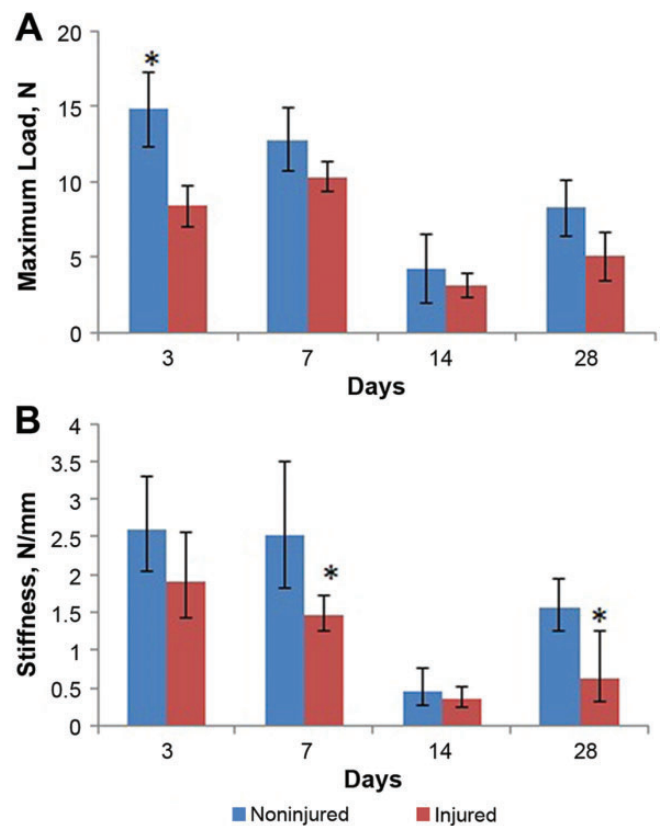 A
Maximum Load, N
20
15
10
5
0
*
3 7 14 28
Days
B
Stiffness, N/mm
4
3.5
3
2.5
2
1.5
1
0.5
0
*
*
3 7 14 28
Days
Noninjured Injured